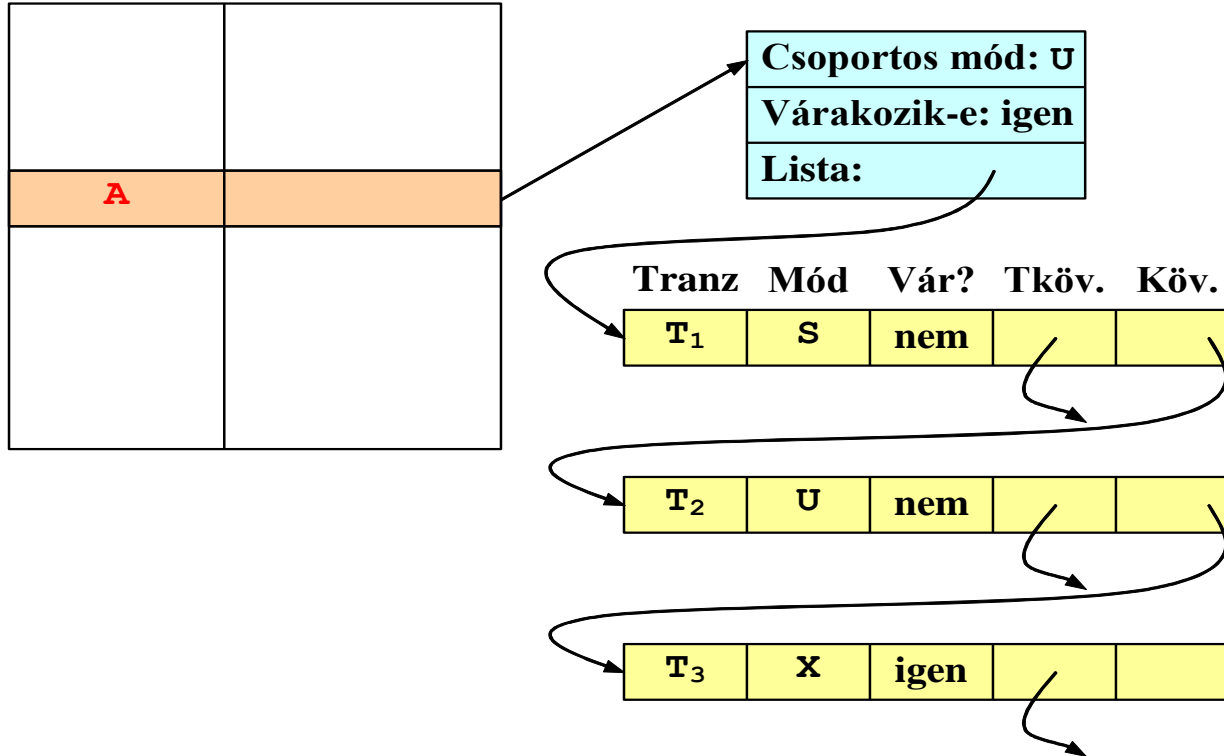 Csoportos mód: U
Várakozik-e: igen
Lista:
A
Tranz Mód Vár? Tköv. Köv.
T₁ S nem
T₂ U nem
T₃ X igen